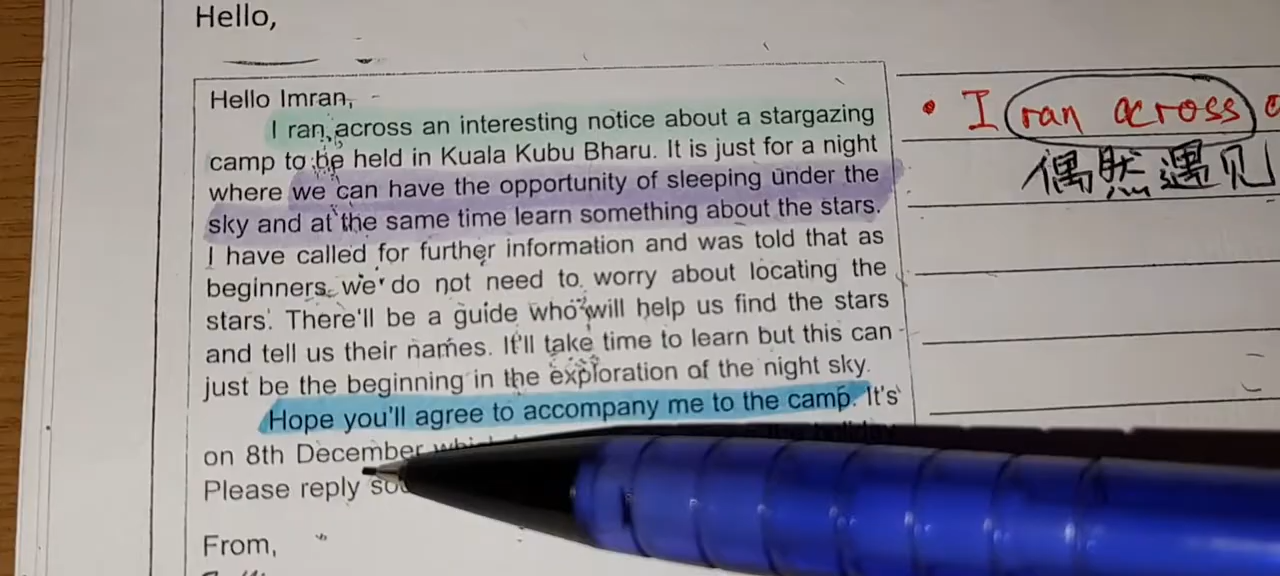 Hello,
Hello Imran,
I ran across an interesting notice about a stargazing
camp to be held in Kuala Kubu Bharu. It is just for a night
where we can have the opportunity of sleeping under the
sky and at the same time learn something about the stars.
I have called for further information and was told that as
beginners, we do not need to worry about locating the
stars. There'll be a guide who will help us find the stars
and tell us their names. It'll take time to learn but this can
just be the beginning in the exploration of the night sky.
Hope you'll agree to accompany me to the camp. It's
on 8th December which
Please reply
From,
• I ran across
偶然遇见